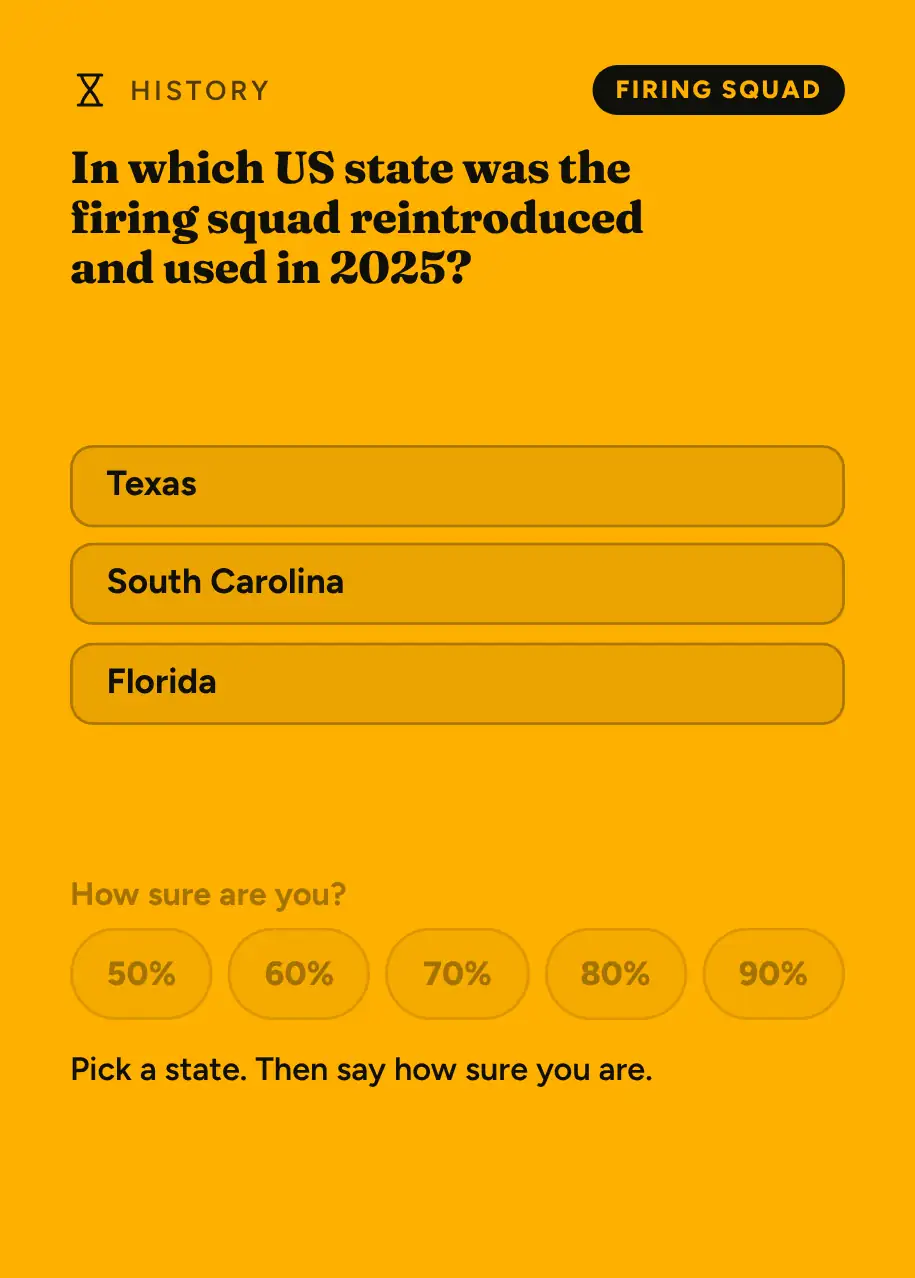 HISTORY
FIRING SQUAD
In which US state was the
firing squad reintroduced
and used in 2025?
Texas
South Carolina
Florida
How sure are you?
50% 60% 70% 80% 90%
Pick a state. Then say how sure you are.